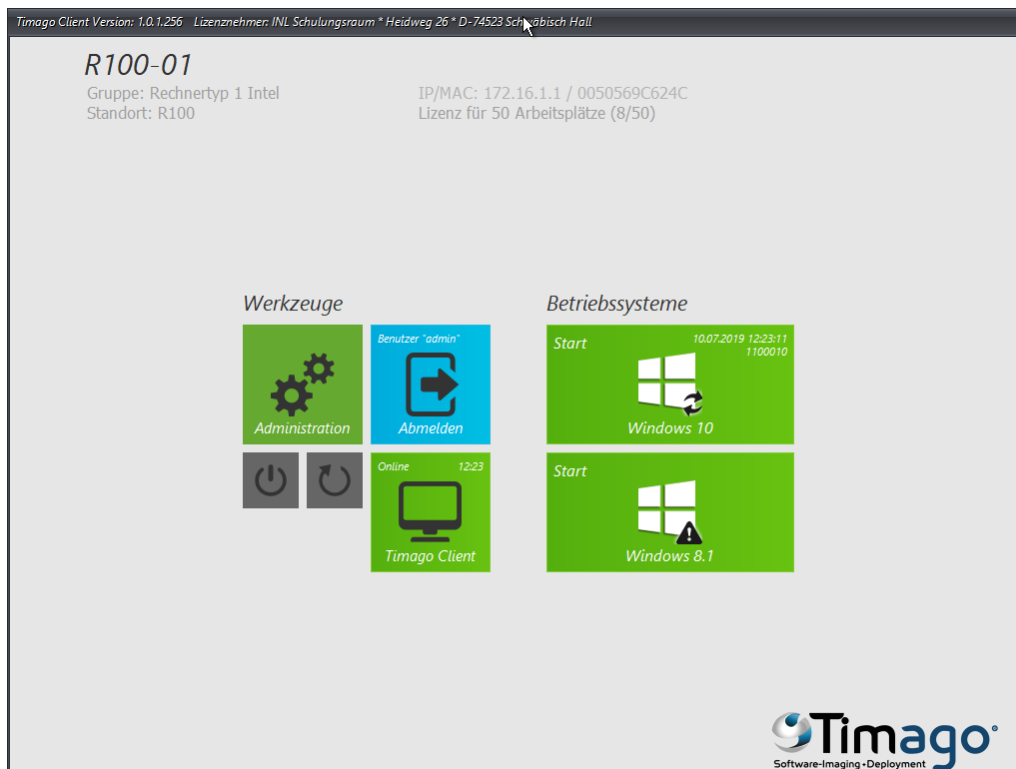 Timago Client Version: 1.0.1.256 Lizenznehmer: INL Schulungsraum * Heidweg 26 * D-74523 Schwäbisch Hall
R100-01
Gruppe: Rechnertyp 1 Intel
Standort: R100
IP/MAC: 172.16.1.1 / 0050569C624C
Lizenz für 50 Arbeitsplätze (8/50)
Werkzeuge
Administration
Benutzer "admin"
Abmelden
Online 12:23
Timago Client
Betriebssysteme
Start 10.07.2019 12:23:11
1100010
Windows 10
Start
Windows 8.1
Timago
Software-Imaging+Deployment